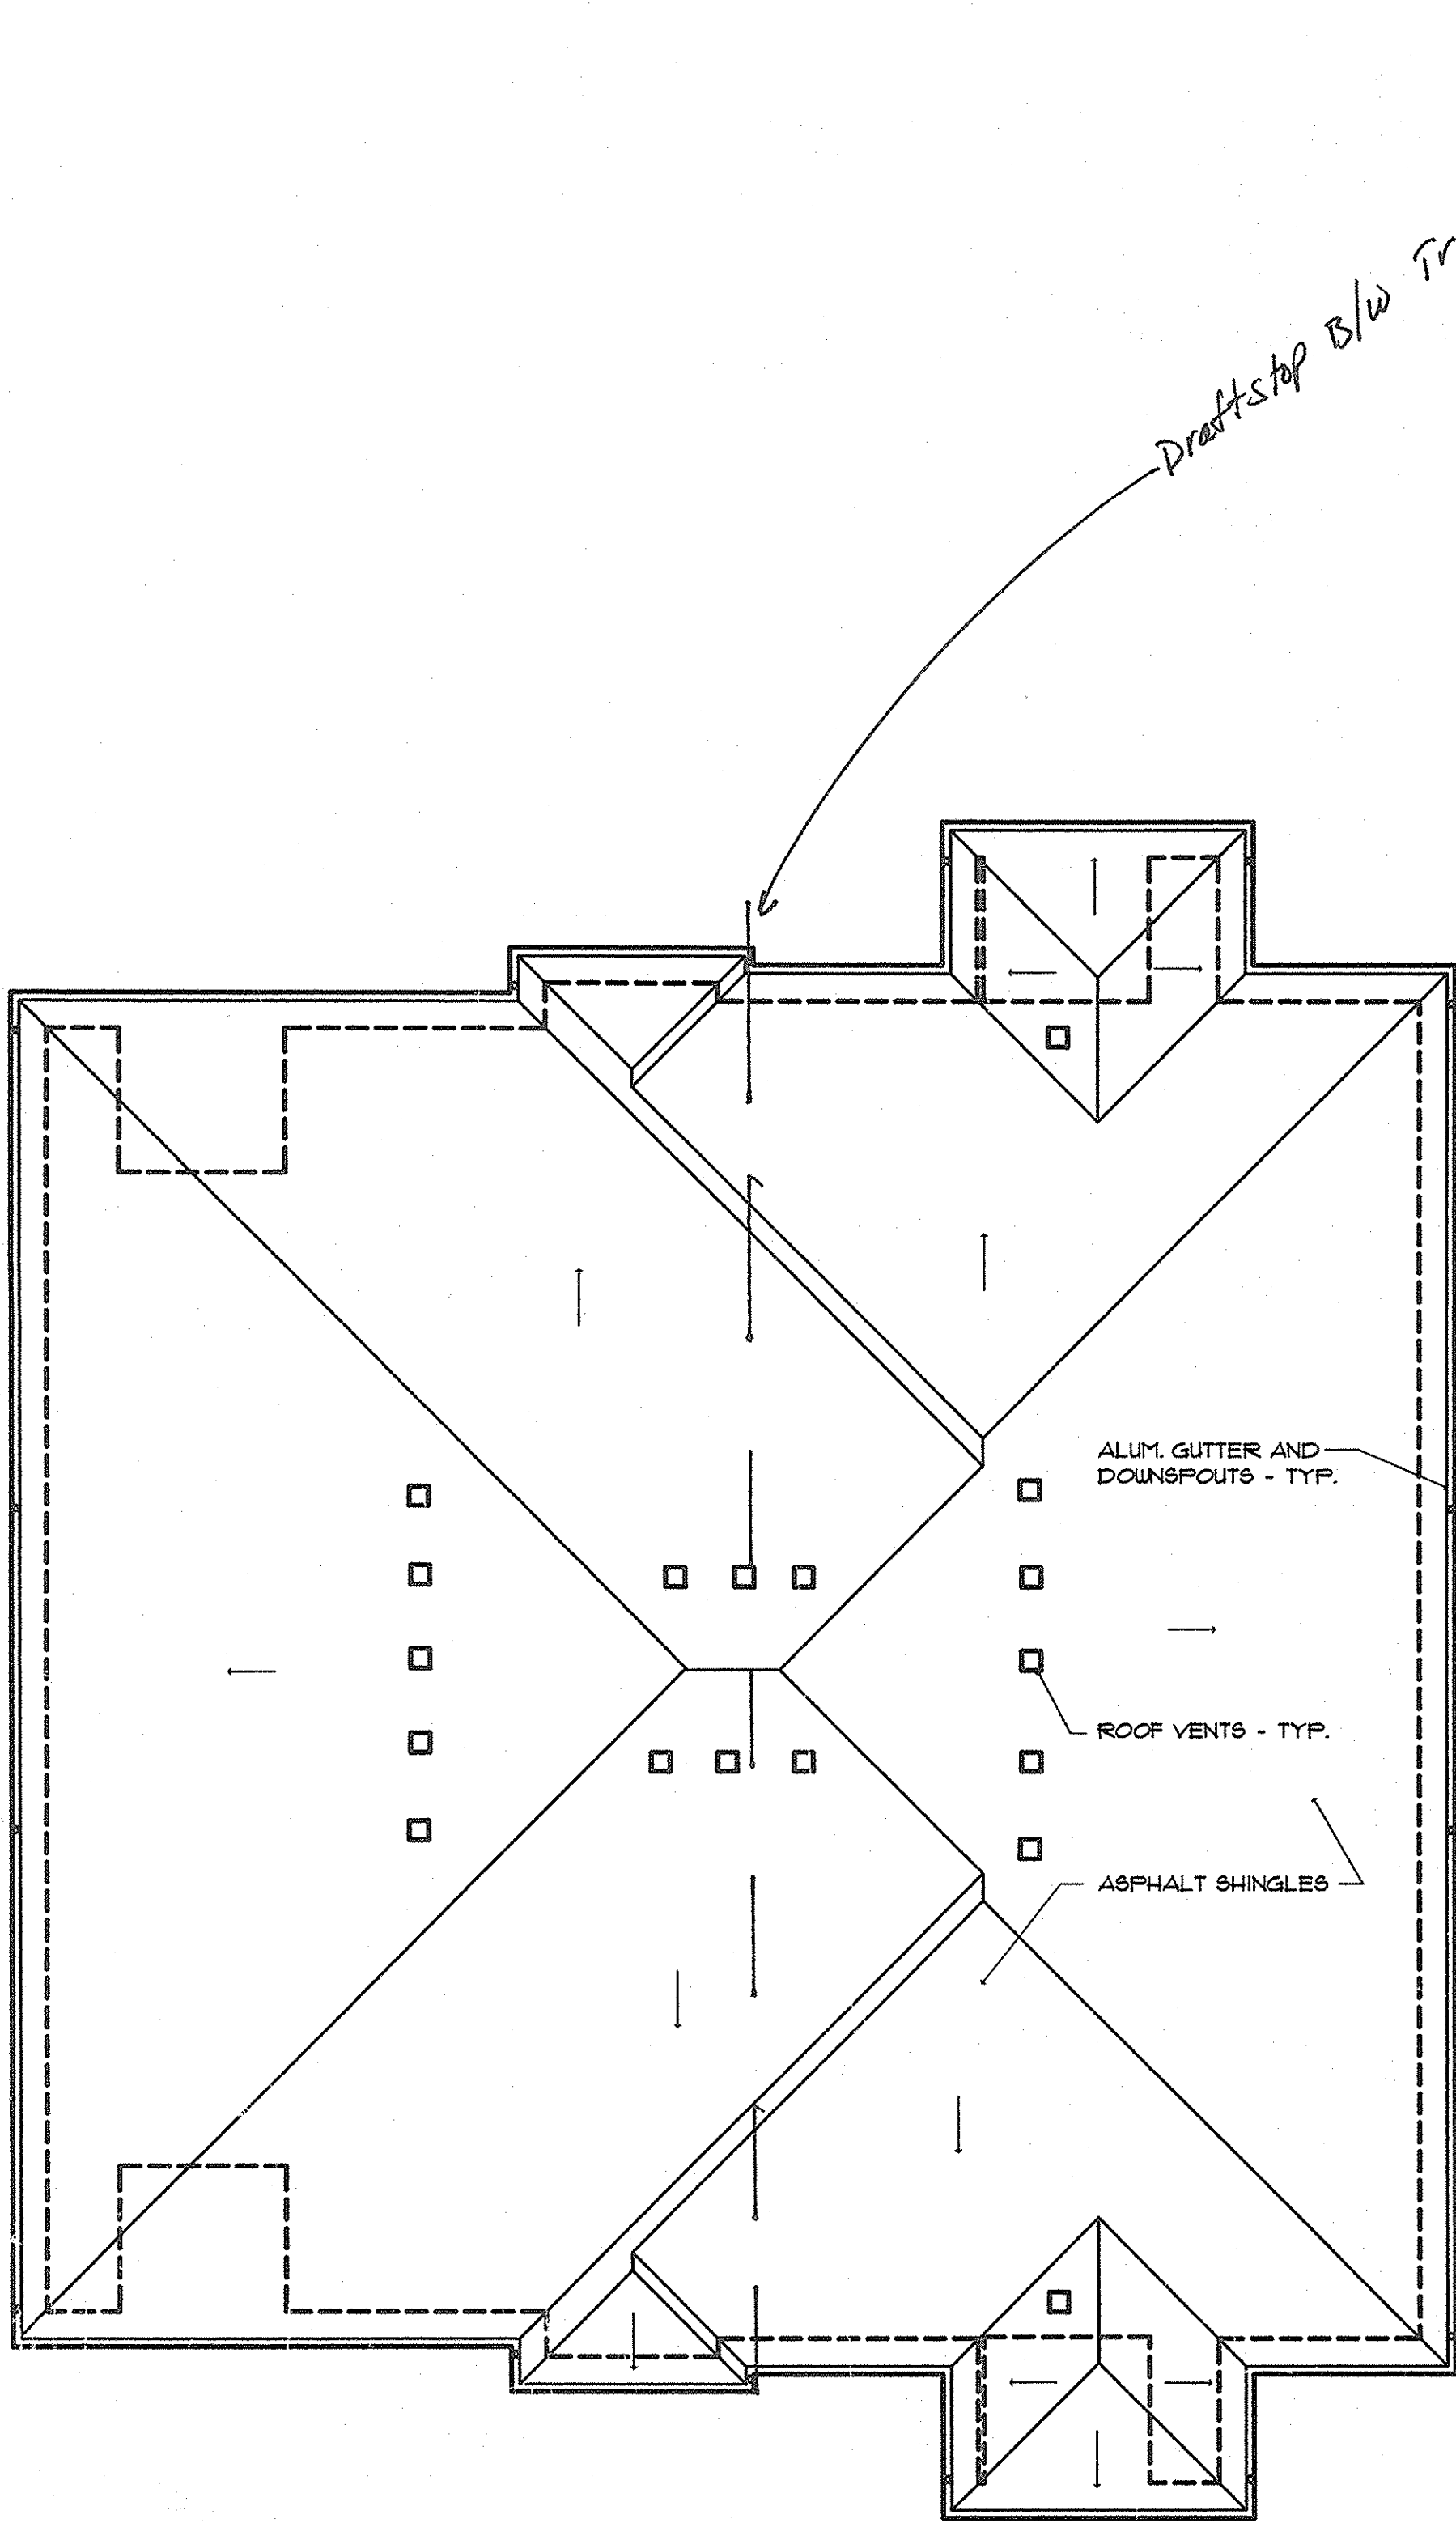 Draftstop B/W Tr
ALUM. GUTTER AND
DOWNSPOUTS - TYP.
ROOF VENTS - TYP.
ASPHALT SHINGLES